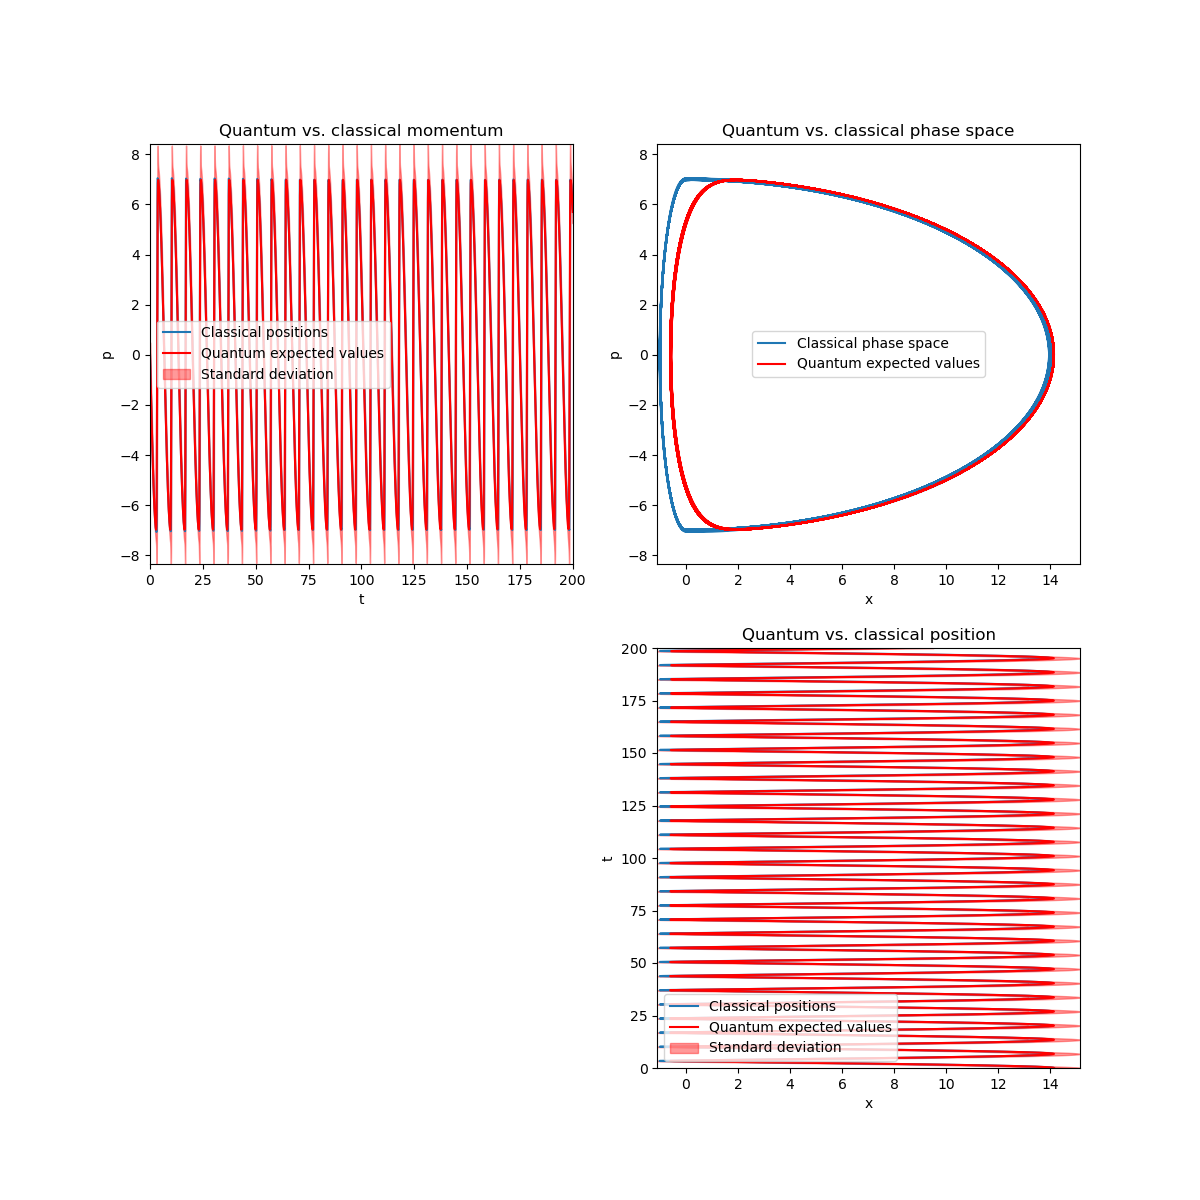 Quantum vs. classical momentum
8
6
4
2
0
−2
−4
−6
−8
p
Classical positions
Quantum expected values
Standard deviation
0 25 50 75 100 125 150 175 200
t
Quantum vs. classical phase space
8
6
4
2
0
−2
−4
−6
−8
p
Classical phase space
Quantum expected values
0 2 4 6 8 10 12 14
x
Quantum vs. classical position
200
175
150
125
100
75
50
25
0
t
Classical positions
Quantum expected values
Standard deviation
0 2 4 6 8 10 12 14
x